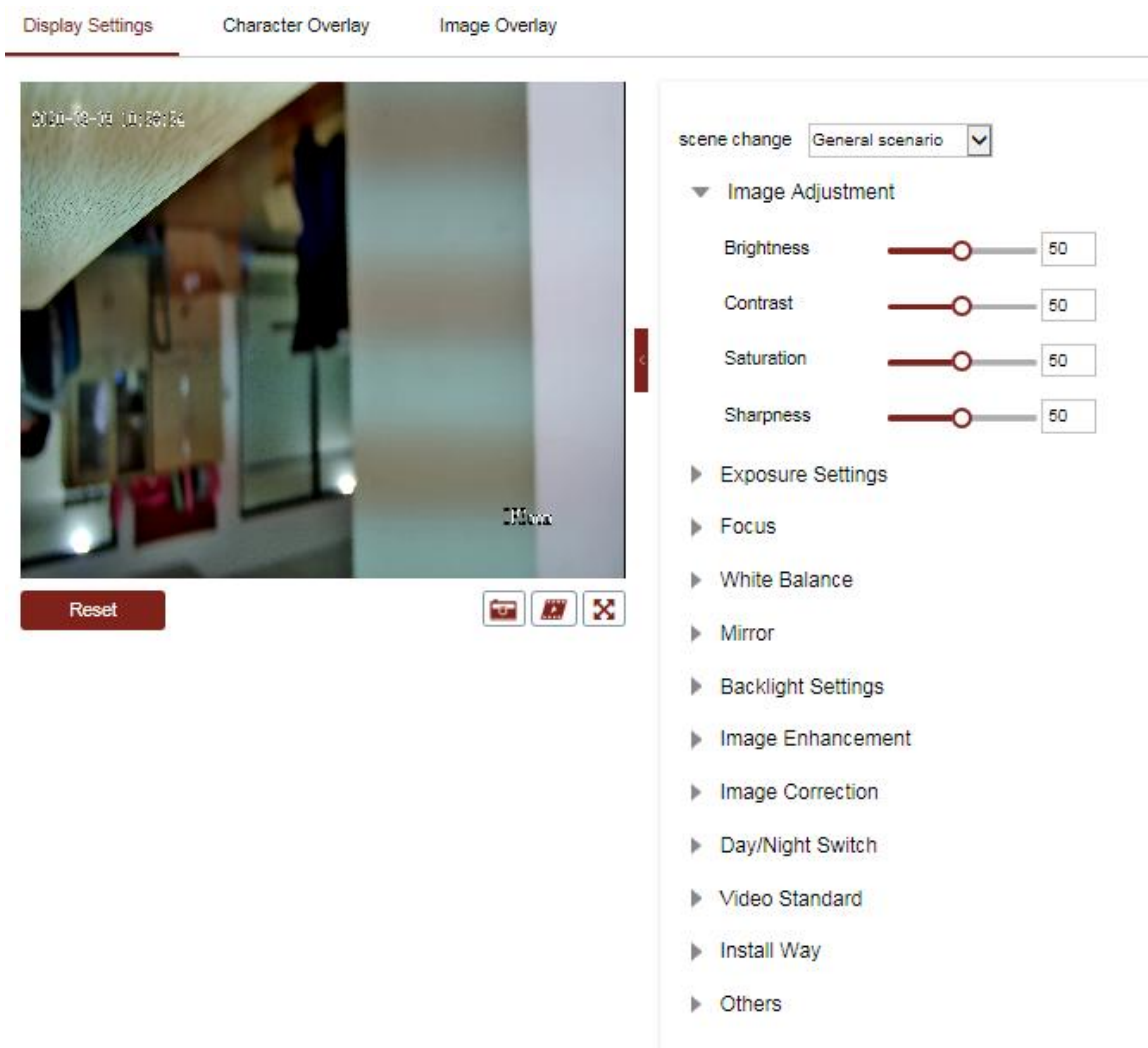 Display Settings
Character Overlay
Image Overlay
scene change
General scenario
Image Adjustment
Brightness
50
Contrast
50
Saturation
50
Sharpness
50
Exposure Settings
Focus
White Balance
Mirror
Backlight Settings
Image Enhancement
Image Correction
Day/Night Switch
Video Standard
Install Way
Others
Reset